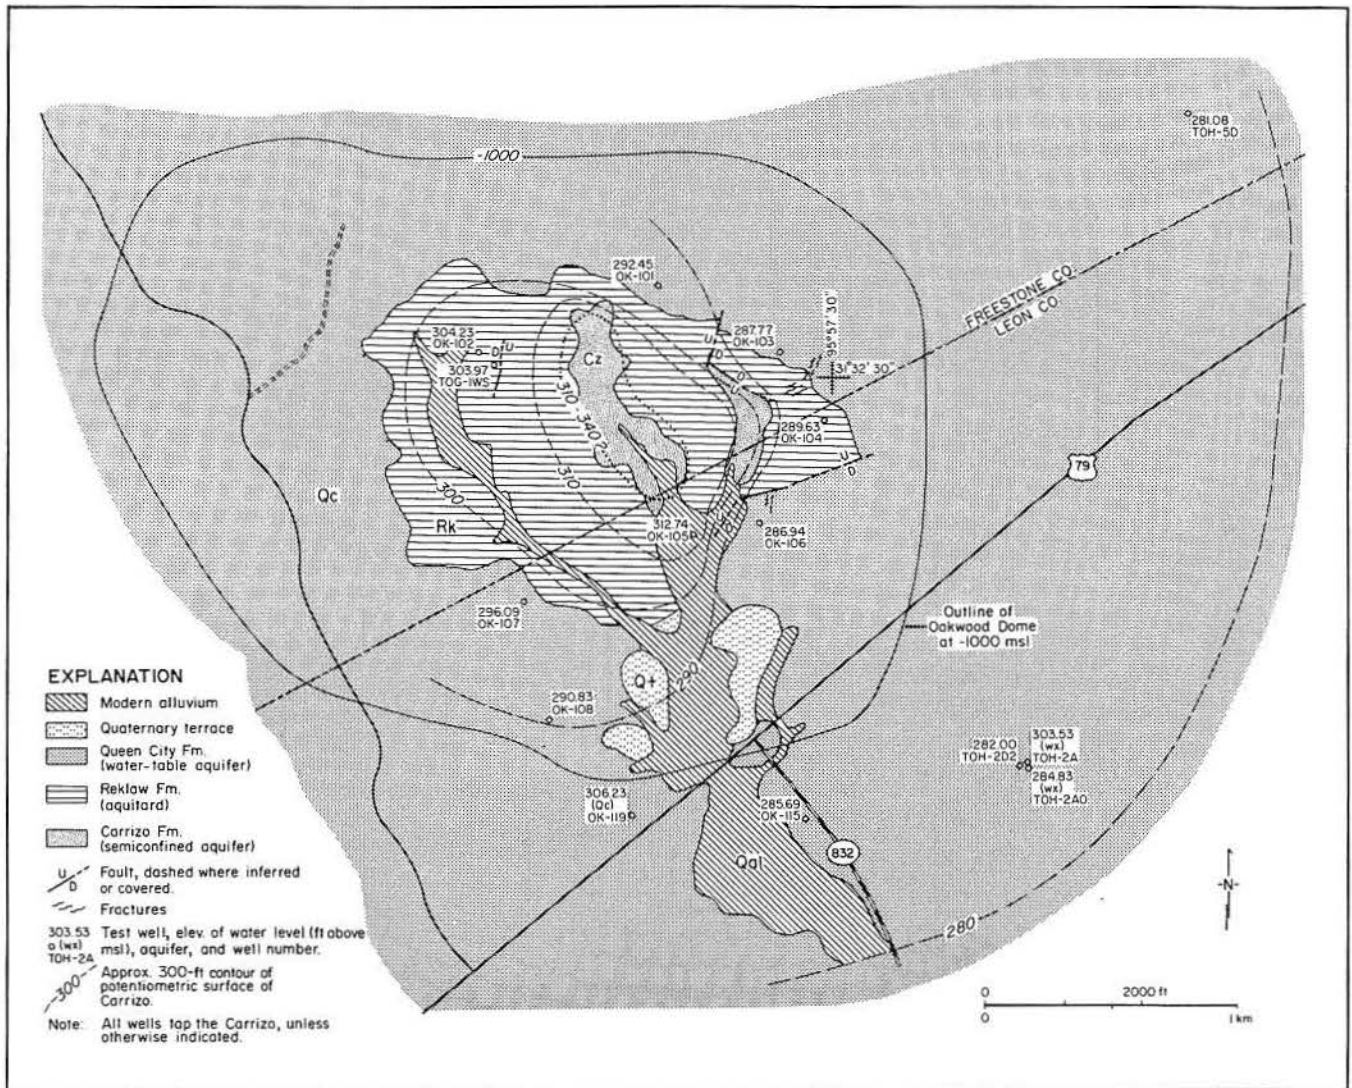 281.08
TOH-5D
-1000
FREESTONE CO.
LEON CO.
292.45
OK-101
304.23
OK-102
303.97
TOG-1WS
D
U
Cz
U
D
D
U
287.77
OK-103
95°57'30"
31°32'30"
310
340?
289.63
OK-104
U
D
79
Qc
Rk
300
310
312.74
OK-105
286.94
OK-106
296.09
OK-107
Outline of
Oakwood Dome
at -1000 msl
290
290.83
OK-108
306.23
(Qc)
OK-119
285.69
OK-115
282.00
TOH-2D2
303.53
(wx)
TOH-2A
284.83
(wx)
TOH-2AO
832
Qal
280
-N-
0 2000 ft
0 1 km
EXPLANATION
Modern alluvium
Quaternary terrace
Queen City Fm.
(water-table aquifer)
Reklaw Fm.
(aquitard)
Carrizo Fm.
(semiconfined aquifer)
U
D
Fault, dashed where inferred
or covered.
Fractures
303.53
(wx)
TOH-2A
Test well, elev. of water level (ft above
msl), aquifer, and well number.
-300-
Approx. 300-ft contour of
potentiometric surface of
Carrizo.
Note: All wells tap the Carrizo, unless
otherwise indicated.